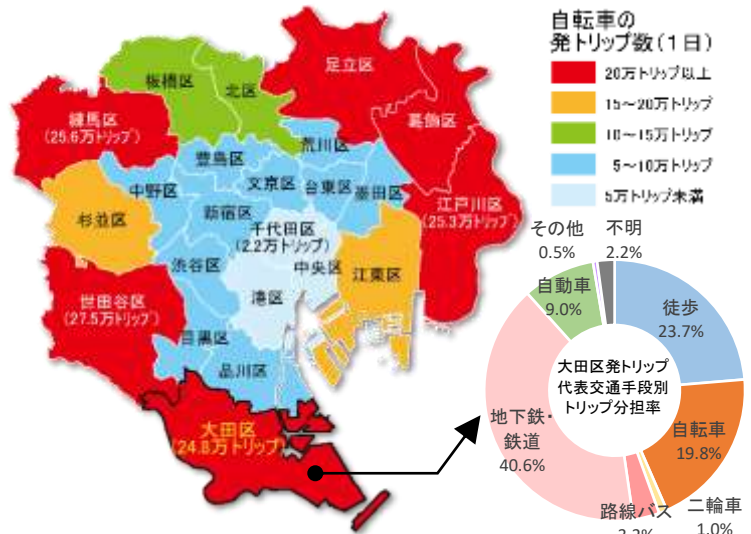 自転車の
発トリップ数(1日)
20万トリップ以上
15～20万トリップ
10～15万トリップ
5～10万トリップ
5万トリップ未満
足立区
板橋区
北区
葛飾区
練馬区
(25.6万トリップ)
荒川区
豊島区
文京区
台東区
墨田区
中野区
江戸川区
(25.3万トリップ)
杉並区
新宿区
千代田区
(2.2万トリップ)
渋谷区
中央区
江東区
世田谷区
(27.5万トリップ)
港区
目黒区
品川区
大田区
(24.8万トリップ)
その他
0.5%
不明
2.2%
自動車
9.0%
徒歩
23.7%
大田区発トリップ
代表交通手段別
トリップ分担率
地下鉄・
鉄道
40.6%
自転車
19.8%
路線バス
二輪車
1.0%